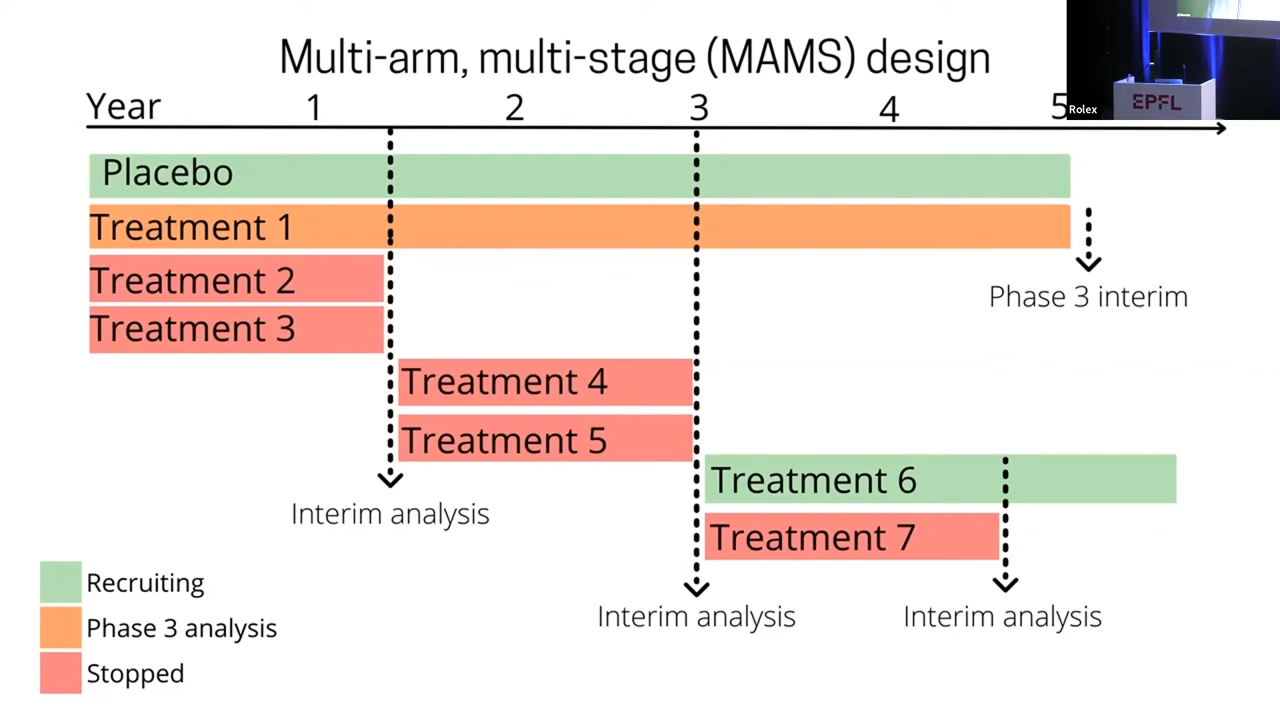 Multi-arm, multi-stage (MAMS) design
Year 1 2 3 4 5
Rolex
EPFL
Placebo
Treatment 1
Treatment 2
Treatment 3
Phase 3 interim
Treatment 4
Treatment 5
Treatment 6
Treatment 7
Interim analysis
Interim analysis
Interim analysis
Recruiting
Phase 3 analysis
Stopped